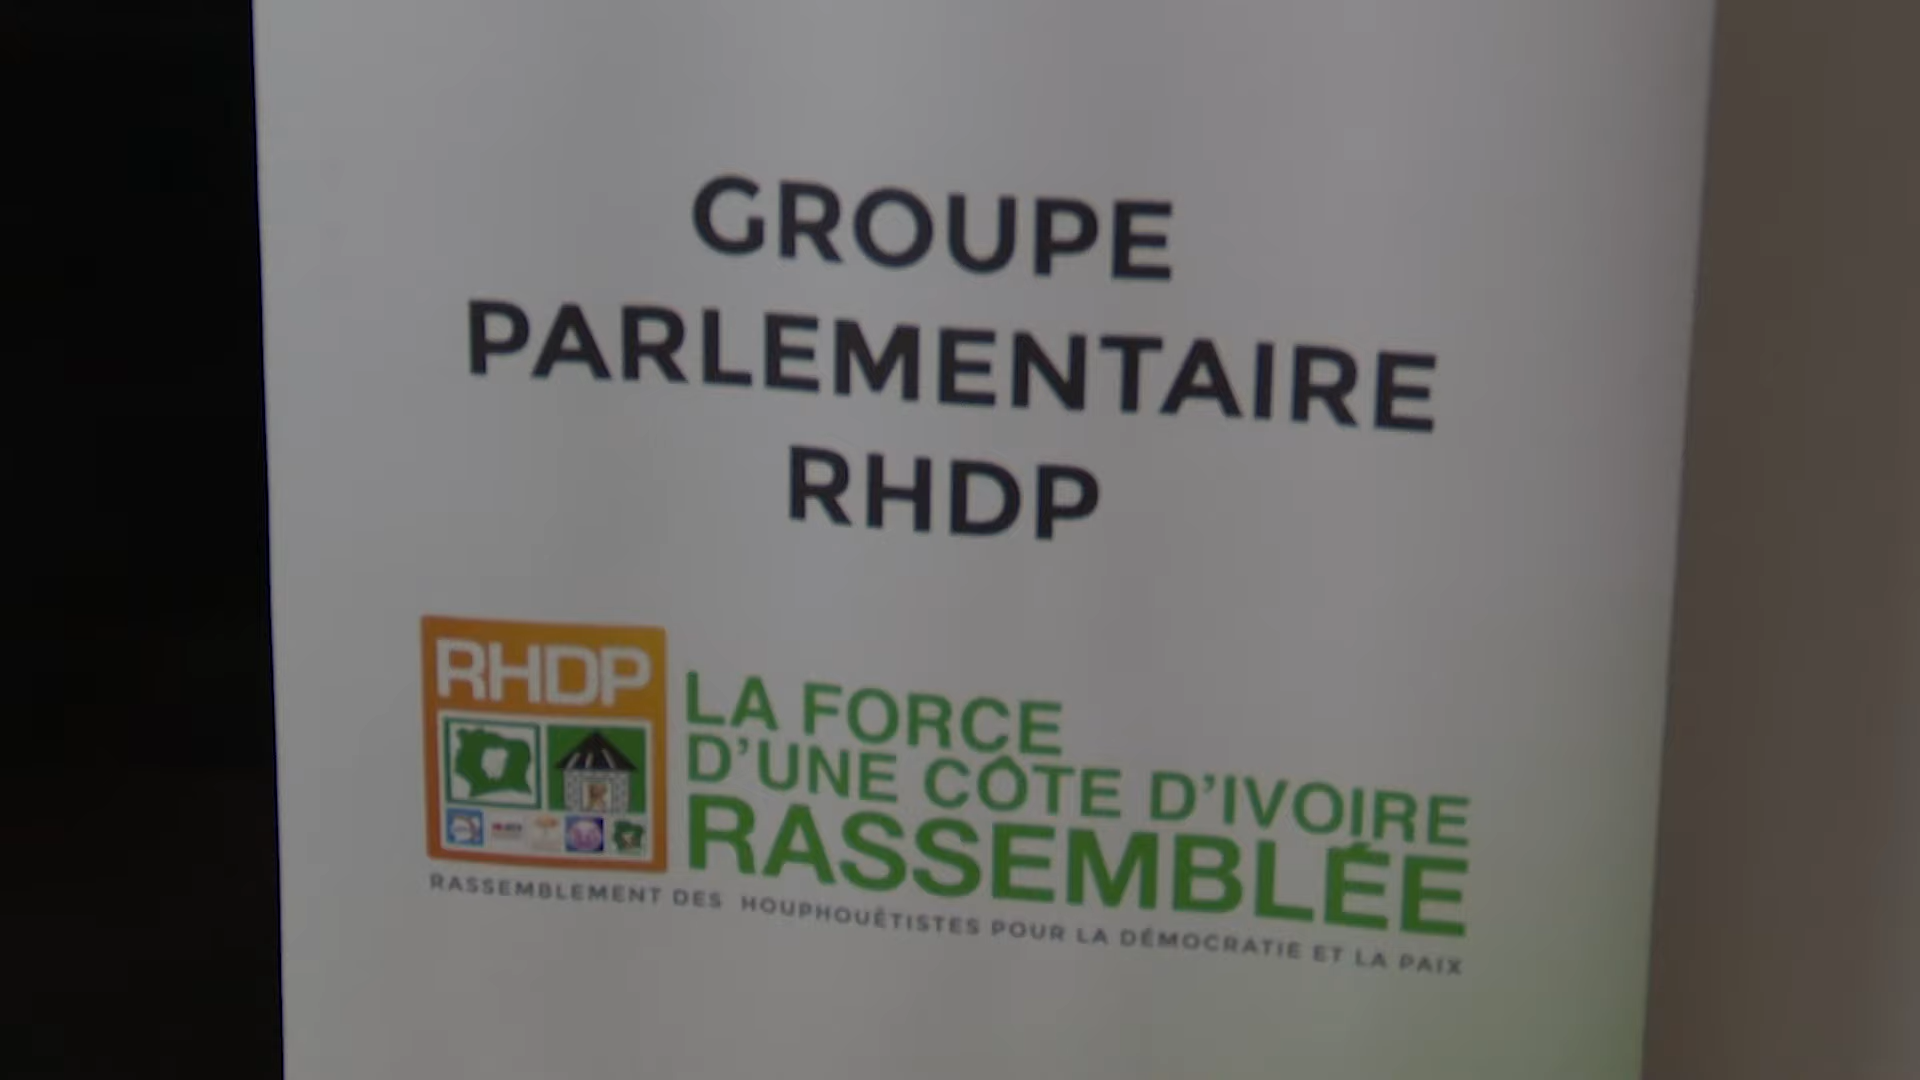 GROUPE
PARLEMENTAIRE
RHDP
RHDP
LA FORCE
D'UNE CÔTE D'IVOIRE
RASSEMBLÉE
RASSEMBLEMENT DES HOUPHOUËTISTES POUR LA DÉMOCRATIE ET LA PAIX